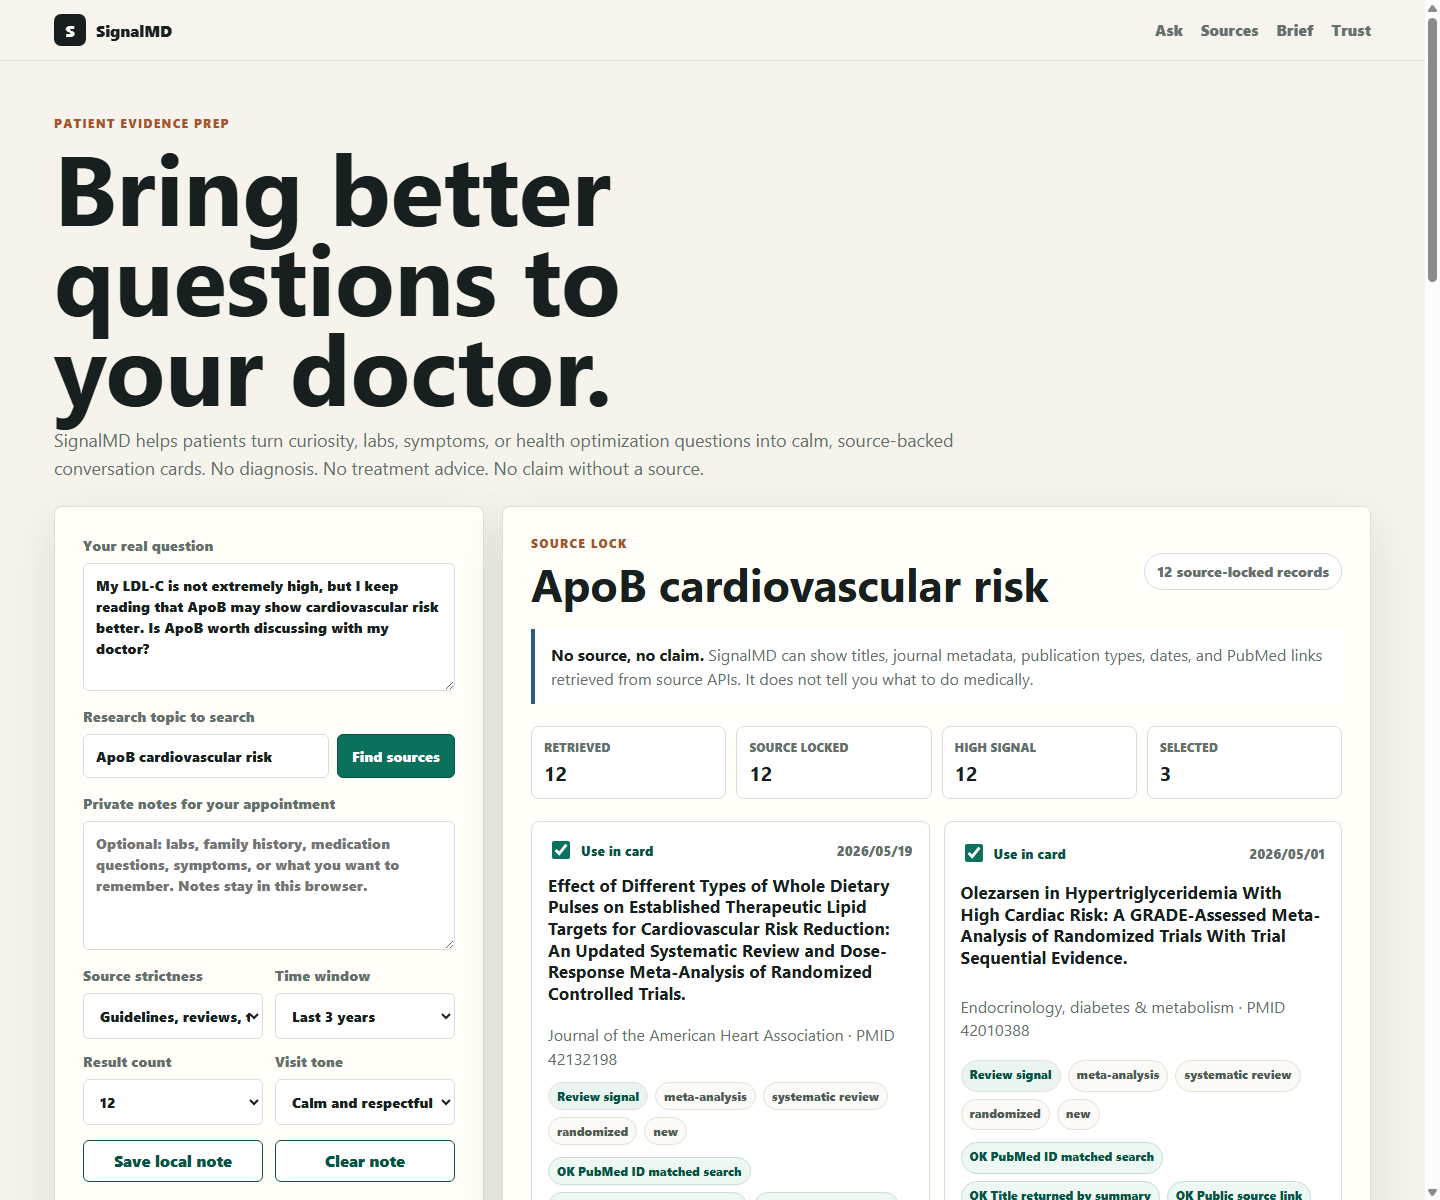 S SignalMD
Ask Sources Brief Trust
PATIENT EVIDENCE PREP
Bring better
questions to
your doctor.
SignalMD helps patients turn curiosity, labs, symptoms, or health optimization questions into calm, source-backed
conversation cards. No diagnosis. No treatment advice. No claim without a source.
Your real question
My LDL-C is not extremely high, but I keep
reading that ApoB may show cardiovascular risk
better. Is ApoB worth discussing with my
doctor?
Research topic to search
ApoB cardiovascular risk
Find sources
Private notes for your appointment
Optional: labs, family history, medication
questions, symptoms, or what you want to
remember. Notes stay in this browser.
Source strictness
Time window
Guidelines, reviews,
Last 3 years
Result count
Visit tone
12
Calm and respectful
Save local note
Clear note
SOURCE LOCK
ApoB cardiovascular risk
12 source-locked records
No source, no claim. SignalMD can show titles, journal metadata, publication types, dates, and PubMed links
retrieved from source APIs. It does not tell you what to do medically.
RETRIEVED
12
SOURCE LOCKED
12
HIGH SIGNAL
12
SELECTED
3
Use in card
2026/05/19
Effect of Different Types of Whole Dietary
Pulses on Established Therapeutic Lipid
Targets for Cardiovascular Risk Reduction:
An Updated Systematic Review and Dose-
Response Meta-Analysis of Randomized
Controlled Trials.
Journal of the American Heart Association · PMID
42132198
Review signal meta-analysis systematic review
randomized new
OK PubMed ID matched search
Use in card
2026/05/01
Olezarsen in Hypertriglyceridemia With
High Cardiac Risk: A GRADE-Assessed Meta-
Analysis of Randomized Trials With Trial
Sequential Evidence.
Endocrinology, diabetes & metabolism · PMID
42010388
Review signal meta-analysis systematic review
randomized new
OK PubMed ID matched search
OK Title returned by summary OK Public source link